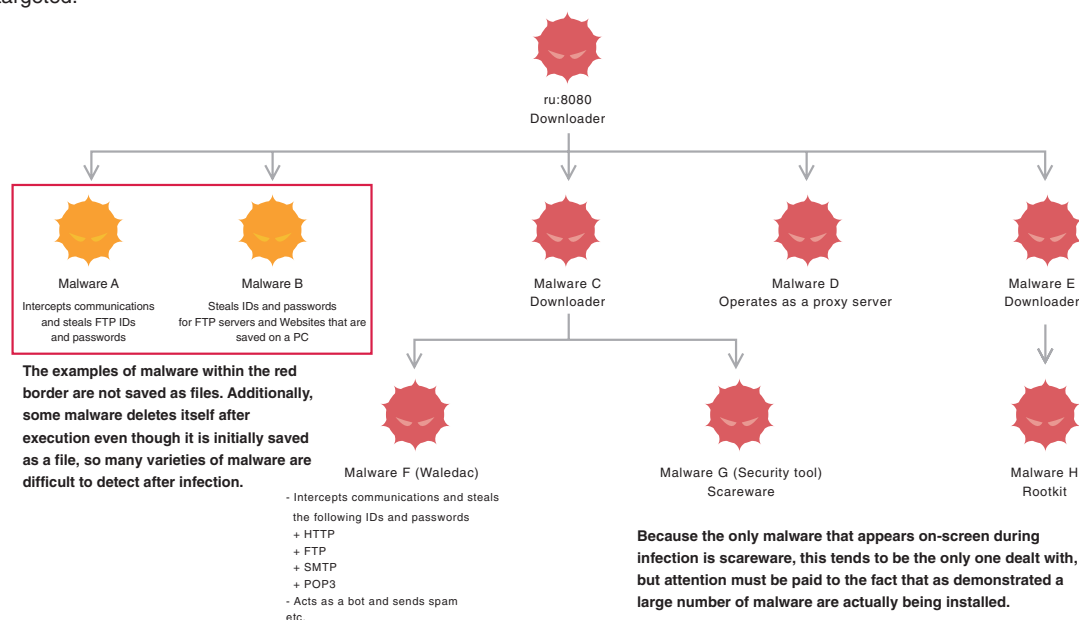 targeted.
ru:8080
Downloader
Malware A
Intercepts communications
and steals FTP IDs
and passwords
Malware B
Steals IDs and passwords
for FTP servers and Websites that are
saved on a PC
Malware C
Downloader
Malware D
Operates as a proxy server
Malware E
Downloader
The examples of malware within the red
border are not saved as files. Additionally,
some malware deletes itself after
execution even though it is initially saved
as a file, so many varieties of malware are
difficult to detect after infection.
Malware F (Waledac)
- Intercepts communications and steals
the following IDs and passwords
+ HTTP
+ FTP
+ SMTP
+ POP3
- Acts as a bot and sends spam
etc.
Malware G (Security tool)
Scareware
Malware H
Rootkit
Because the only malware that appears on-screen during
infection is scareware, this tends to be the only one dealt with,
but attention must be paid to the fact that as demonstrated a
large number of malware are actually being installed.